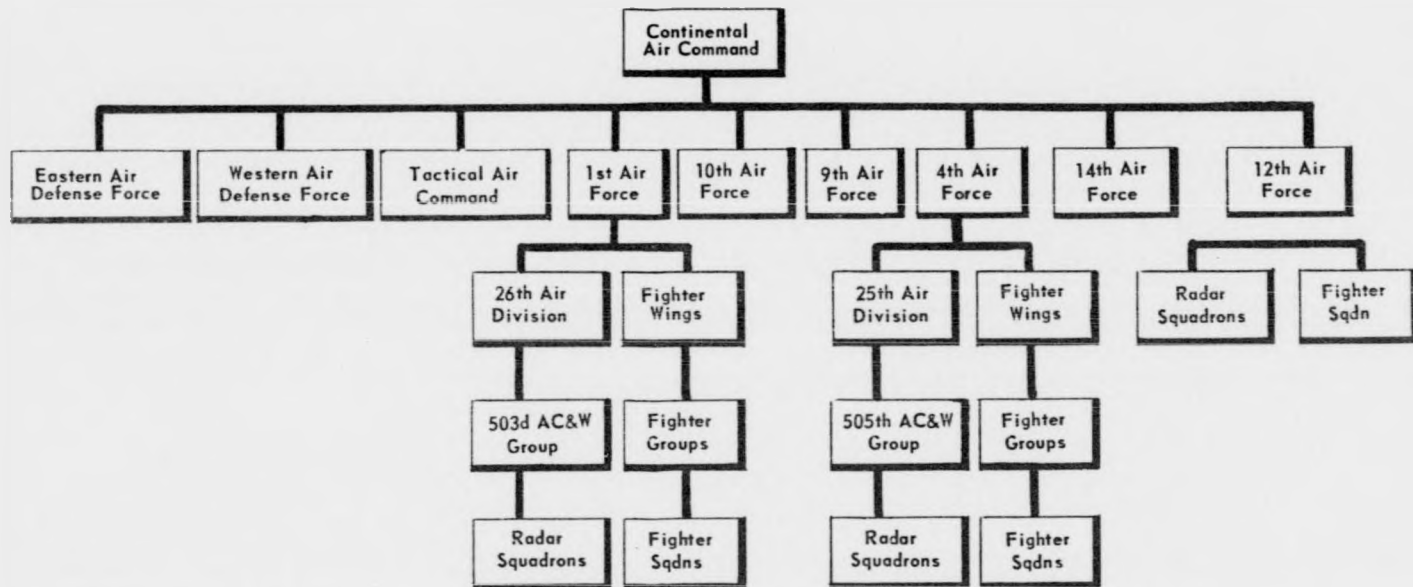 Continental
Air Command
Eastern Air
Defense Force
Western Air
Defense Force
Tactical Air
Command
1st Air
Force
10th Air
Force
9th Air
Force
4th Air
Force
14th Air
Force
12th Air
Force
26th Air
Division
Fighter
Wings
25th Air
Division
Fighter
Wings
Radar
Squadrons
Fighter
Sqdn
503d AC&W
Group
Fighter
Groups
505th AC&W
Group
Fighter
Groups
Radar
Squadrons
Fighter
Sqdns
Radar
Squadrons
Fighter
Sqdns